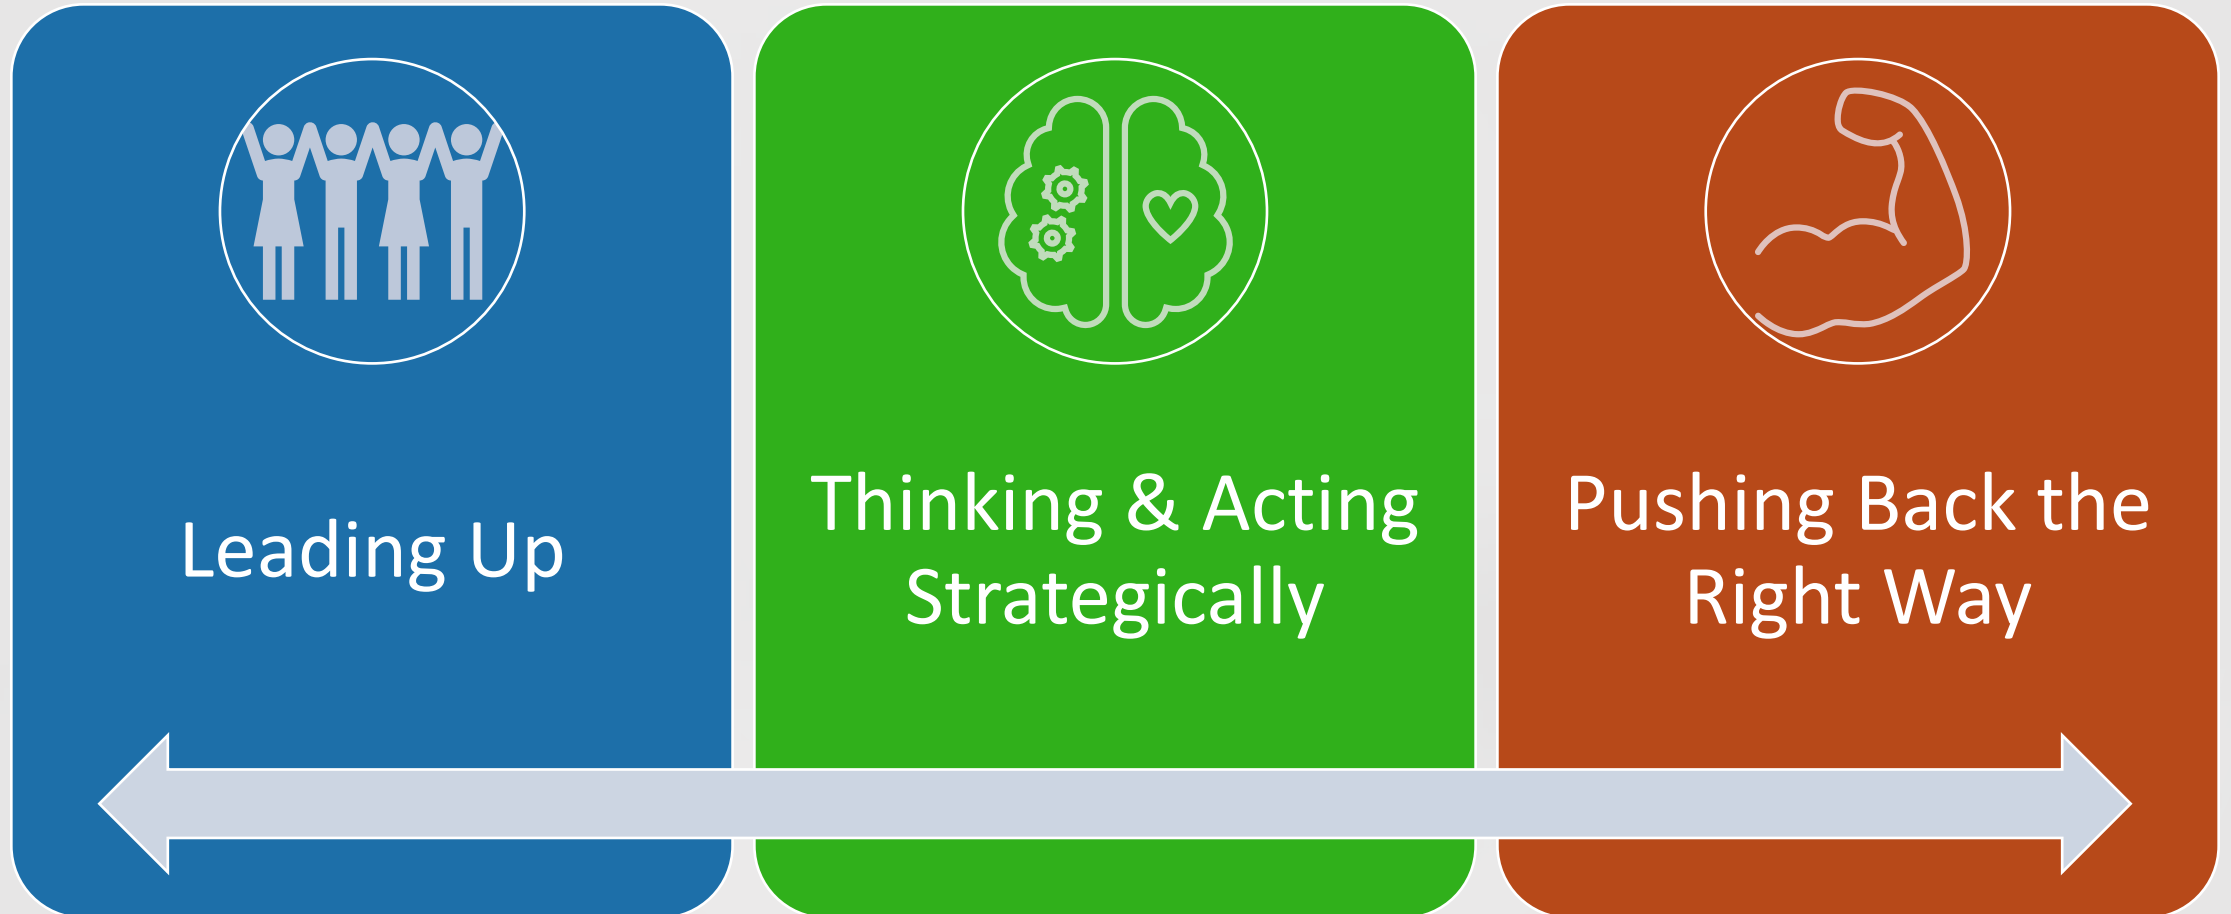 Leading Up
Thinking & Acting
Strategically
Pushing Back the
Right Way